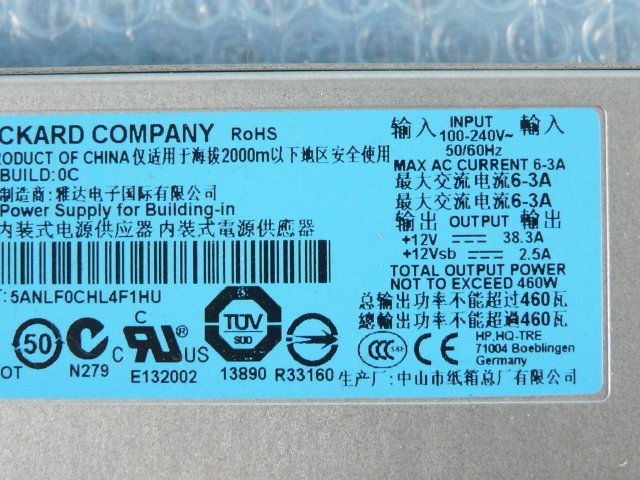 CKARD COMPANY RoHS
RODUCT OF CHINA 仅适用于海拔2000m以下地区安全使用
BUILD:0C
制造商：雅达电子国际有限公司
Power Supply for Building-in
内装式电源供应器 内裝式電源供應器
:5ANLF0CHL4F1HU
50
C
UL
US
TÜV
SUD
OT N279 E132002 13890 R33160 生产厂：中山市纸箱总厂有限公司
输入 INPUT 輸入
100-240V~
50/60Hz
MAX AC CURRENT 6-3A
最大交流电流6-3A
最大交流電流6-3A
输出 OUTPUT 輸出
+12V 38.3A
+12Vsb 2.5A
TOTAL OUTPUT POWER
NOT TO EXCEED 460W
总输出功率不能超过460瓦
總輸出功率不能超過460瓦
CCC S&E CE HP,HQ-TRE
71004 Boeblingen
Germany